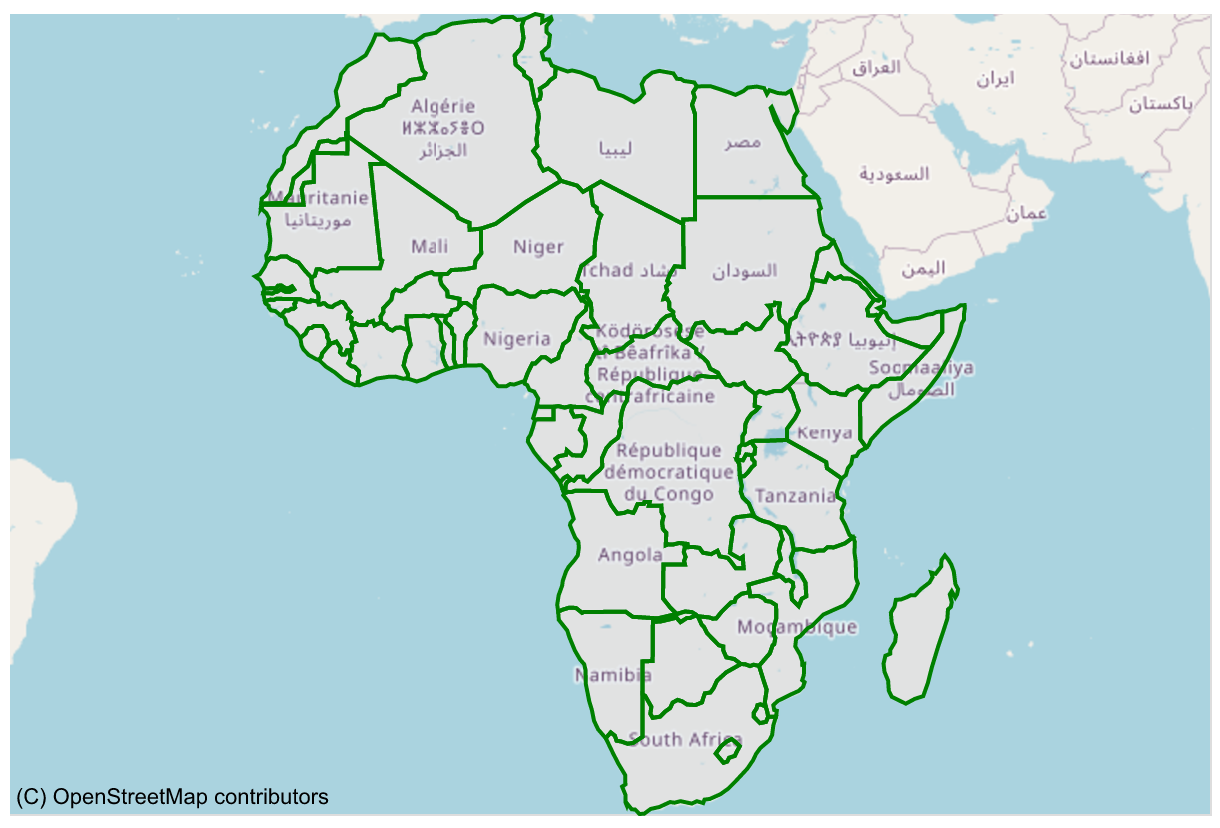 افغانستان
العراق
ایران
پاکستان
Algérie
ⵍⵣⵣⴰⵢⴻⵔ
الجزائر
ليبيا
مصر
السعودية
Mauritanie
موريتانيا
عمان
Mali
Niger
Tchad تشاد
السودان
اليمن
Nigeria
Ködörösêse
tî Bêafrîka /
République
centrafricaine
ኢትዮጵያ إثيوبيا
Soomaaliya
الصومال
Kenya
République
démocratique
du Congo
Tanzania
Angola
Moçambique
Namibia
South Africa
(C) OpenStreetMap contributors